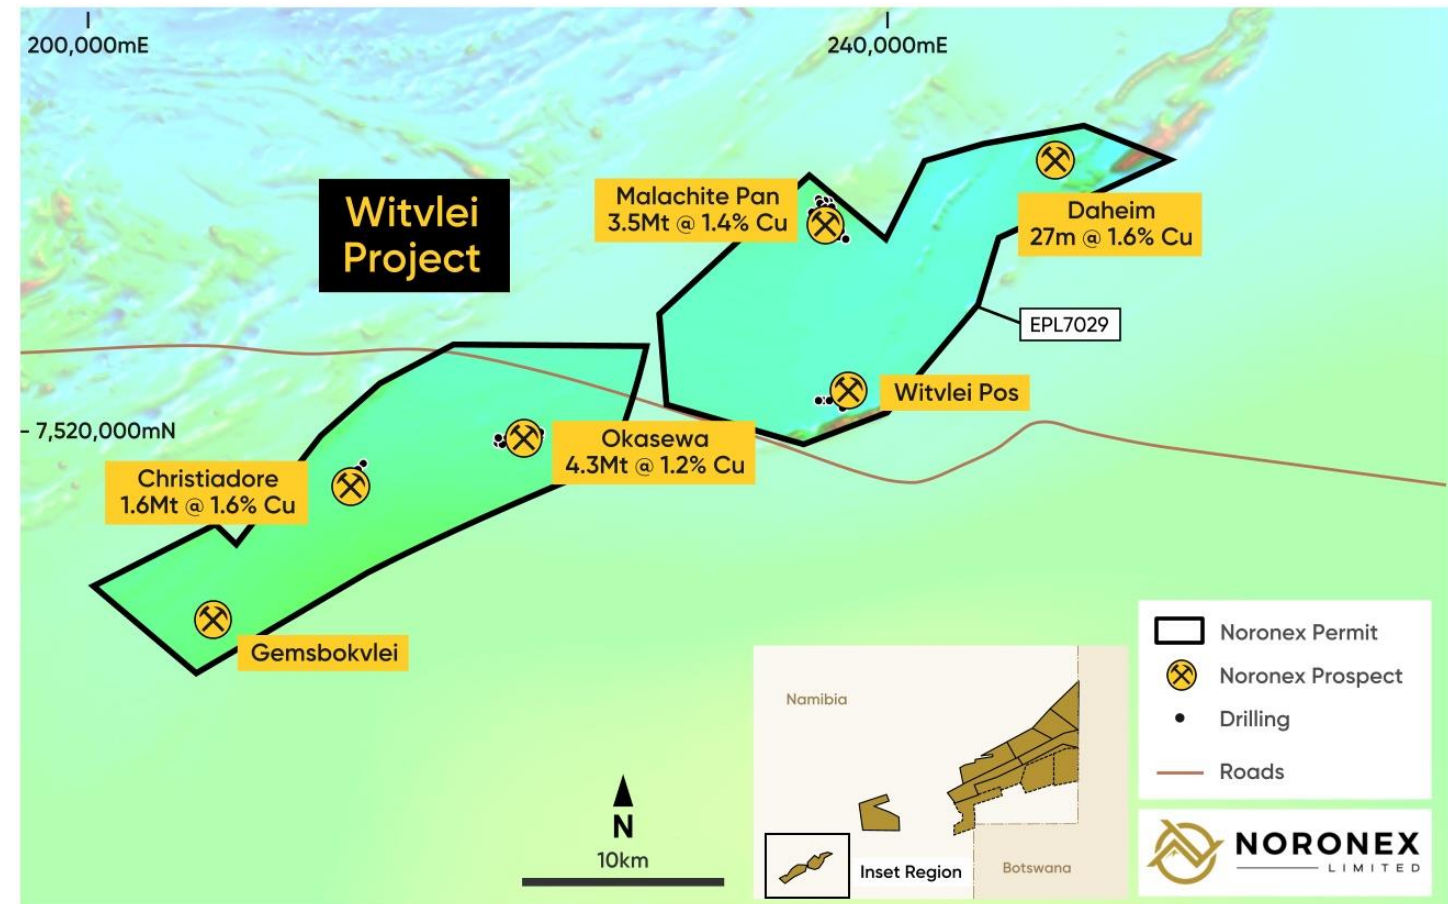 200,000mE
240,000mE
Witvlei
Project
Malachite Pan
3.5Mt @ 1.4% Cu
Daheim
27m @ 1.6% Cu
EPL7029
Witvlei Pos
7,520,000mN
Okasewa
4.3Mt @ 1.2% Cu
Christiadore
1.6Mt @ 1.6% Cu
Gemsbokvlei
N
10km
Namibia
Inset Region
Botswana
Noronex Permit
Noronex Prospect
Drilling
Roads
NORONEX
LIMITED